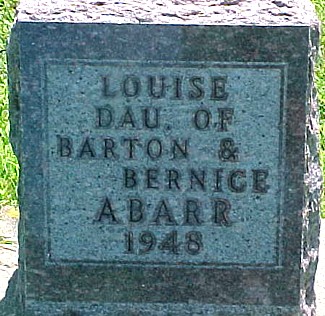 LOUISE
DAU. OF
BARTON &
BERNICE
ABARR
1948